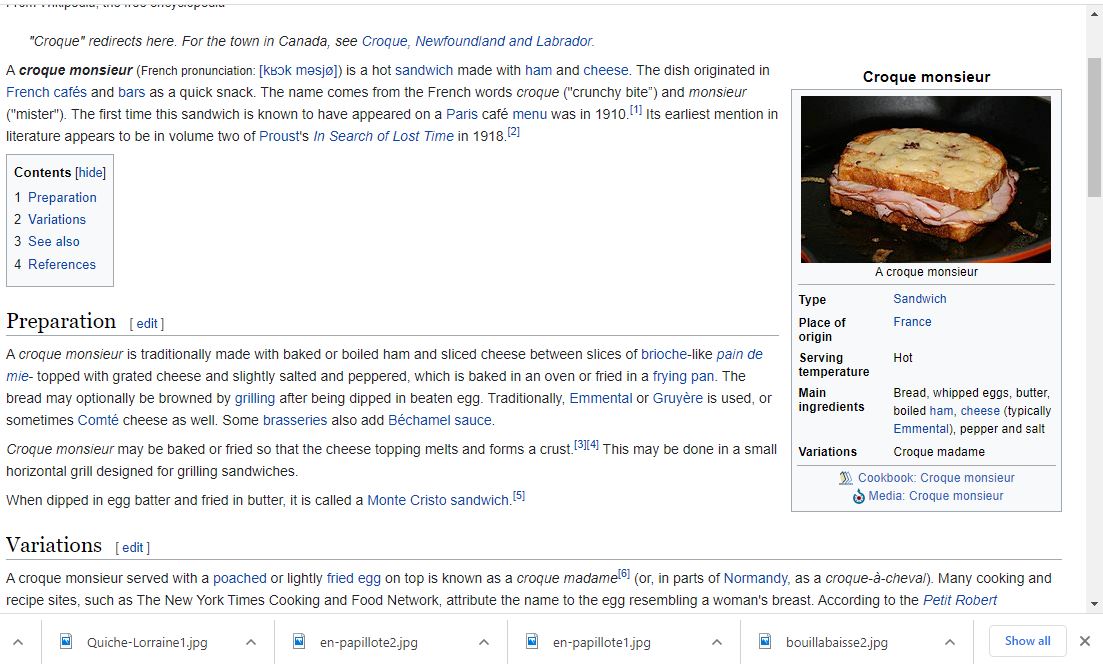 From Wikipedia, the free encyclopedia
"Croque" redirects here. For the town in Canada, see Croque, Newfoundland and Labrador.
A croque monsieur (French pronunciation: [kʁɔk məsjø]) is a hot sandwich made with ham and cheese. The dish originated in
French cafés and bars as a quick snack. The name comes from the French words croque ("crunchy bite") and monsieur
("mister"). The first time this sandwich is known to have appeared on a Paris café menu was in 1910.[1] Its earliest mention in
literature appears to be in volume two of Proust's In Search of Lost Time in 1918.[2]
Contents [hide]
1 Preparation
2 Variations
3 See also
4 References
Preparation [ edit ]
A croque monsieur is traditionally made with baked or boiled ham and sliced cheese between slices of brioche-like pain de
mie- topped with grated cheese and slightly salted and peppered, which is baked in an oven or fried in a frying pan. The
bread may optionally be browned by grilling after being dipped in beaten egg. Traditionally, Emmental or Gruyère is used, or
sometimes Comté cheese as well. Some brasseries also add Béchamel sauce.
Croque monsieur may be baked or fried so that the cheese topping melts and forms a crust.[3][4] This may be done in a small
horizontal grill designed for grilling sandwiches.
When dipped in egg batter and fried in butter, it is called a Monte Cristo sandwich.[5]
Variations [ edit ]
A croque monsieur served with a poached or lightly fried egg on top is known as a croque madame[6] (or, in parts of Normandy, as a croque-à-cheval). Many cooking and
recipe sites, such as The New York Times Cooking and Food Network, attribute the name to the egg resembling a woman's breast. According to the Petit Robert
Croque monsieur
A croque monsieur
Type Sandwich
Place of origin France
Serving temperature Hot
Main ingredients Bread, whipped eggs, butter,
boiled ham, cheese (typically
Emmental), pepper and salt
Variations Croque madame
Cookbook: Croque monsieur
Media: Croque monsieur
Quiche-Lorraine1.jpg
en-papillote2.jpg
en-papillote1.jpg
bouillabaisse2.jpg
Show all